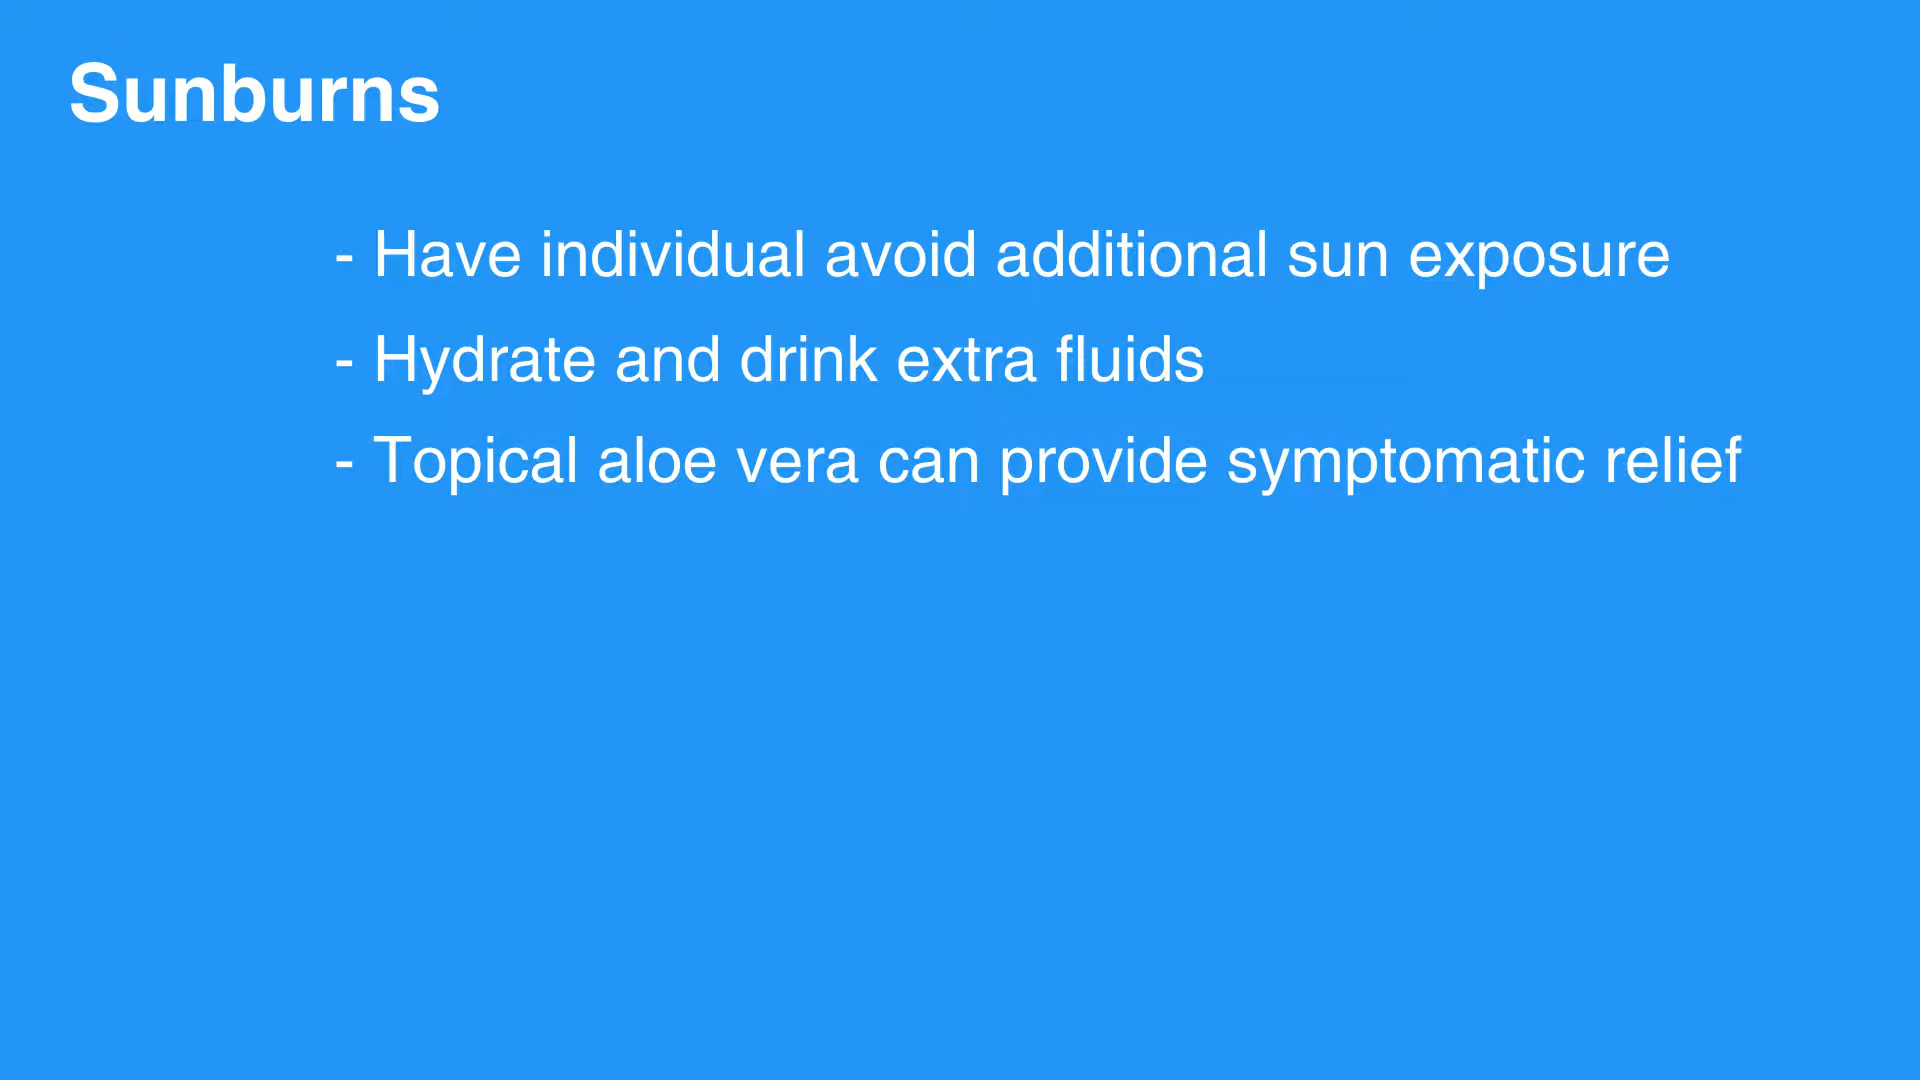 Sunburns
- Have individual avoid additional sun exposure
- Hydrate and drink extra fluids
- Topical aloe vera can provide symptomatic relief